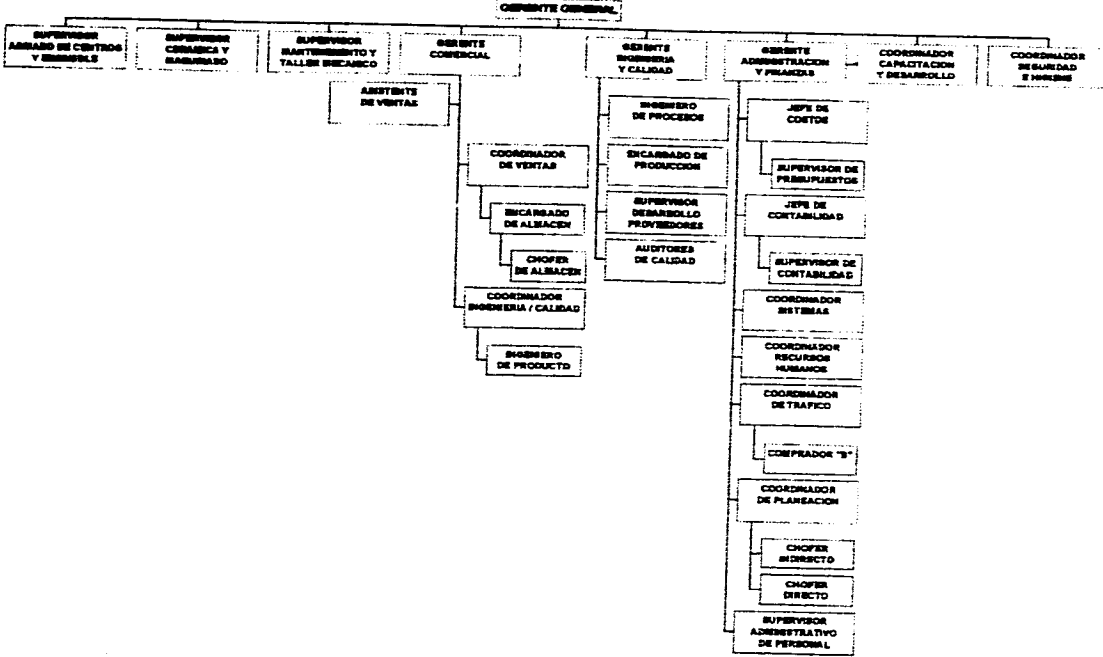 GERENTE GENERAL
SUPERVISOR
ARMADO DE CENTROS
Y ENSAMBLE
SUPERVISOR
CERAMICA Y
MAQUINADO
SUPERVISOR
MANTENIMIENTO Y
TALLER MECANICO
GERENTE
COMERCIAL
GERENTE
INGENIERIA
Y CALIDAD
GERENTE
ADMINISTRACION
Y FINANZAS
COORDINADOR
CAPACITACION
Y DESARROLLO
COORDINADOR
SEGURIDAD
E HIGIENE
ASISTENTE
DE VENTAS
COORDINADOR
DE VENTAS
ENCARGADO
DE ALMACEN
CHOFER
DE ALMACEN
COORDINADOR
INGENIERIA / CALIDAD
INGENIERO
DE PRODUCTO
INGENIERO
DE PROCESOS
ENCARGADO DE
PRODUCCION
SUPERVISOR
DESARROLLO
PROVEEDORES
AUDITORES
DE CALIDAD
JEFE DE
COSTOS
SUPERVISOR DE
PRESUPUESTOS
JEFE DE
CONTABILIDAD
SUPERVISOR DE
CONTABILIDAD
COORDINADOR
SISTEMAS
COORDINADOR
RECURSOS
HUMANOS
COORDINADOR
DE TRAFICO
COMPRADOR "B"
COORDINADOR
DE PLANEACION
CHOFER
INDIRECTO
CHOFER
DIRECTO
SUPERVISOR
ADMINISTRATIVO
DE PERSONAL